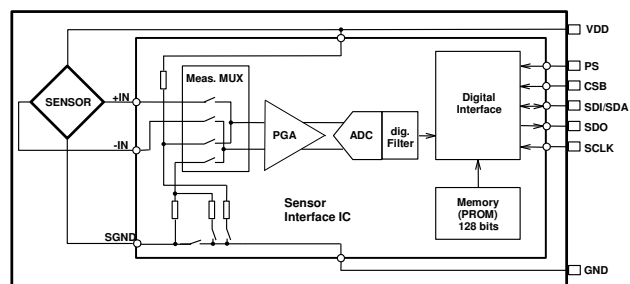 VDD
PS
CSB
SDI/SDA
SDO
SCLK
GND
SENSOR
+IN
-IN
SGND
Meas. MUX
PGA
ADC
dig.
Filter
Digital
Interface
Memory
(PROM)
128 bits
Sensor
Interface IC